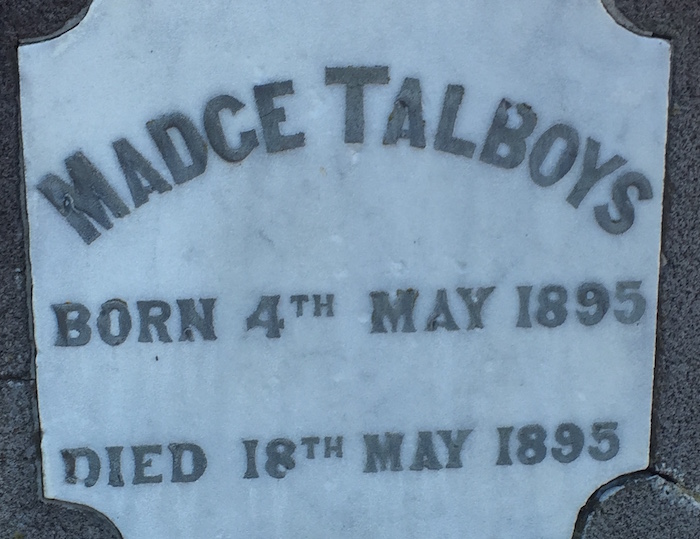 MADGE TALBOYS
BORN 4TH MAY 1895
DIED 18TH MAY 1895